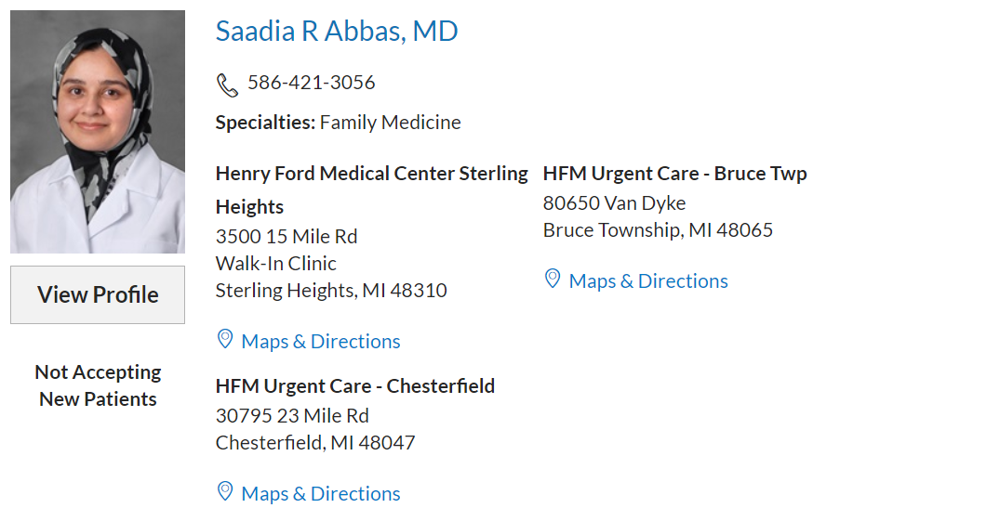 Saadia R Abbas, MD
586-421-3056
Specialties: Family Medicine
Henry Ford Medical Center Sterling
Heights
3500 15 Mile Rd
Walk-In Clinic
Sterling Heights, MI 48310
Maps & Directions
HFM Urgent Care - Bruce Twp
80650 Van Dyke
Bruce Township, MI 48065
Maps & Directions
HFM Urgent Care - Chesterfield
30795 23 Mile Rd
Chesterfield, MI 48047
Maps & Directions
View Profile
Not Accepting
New Patients